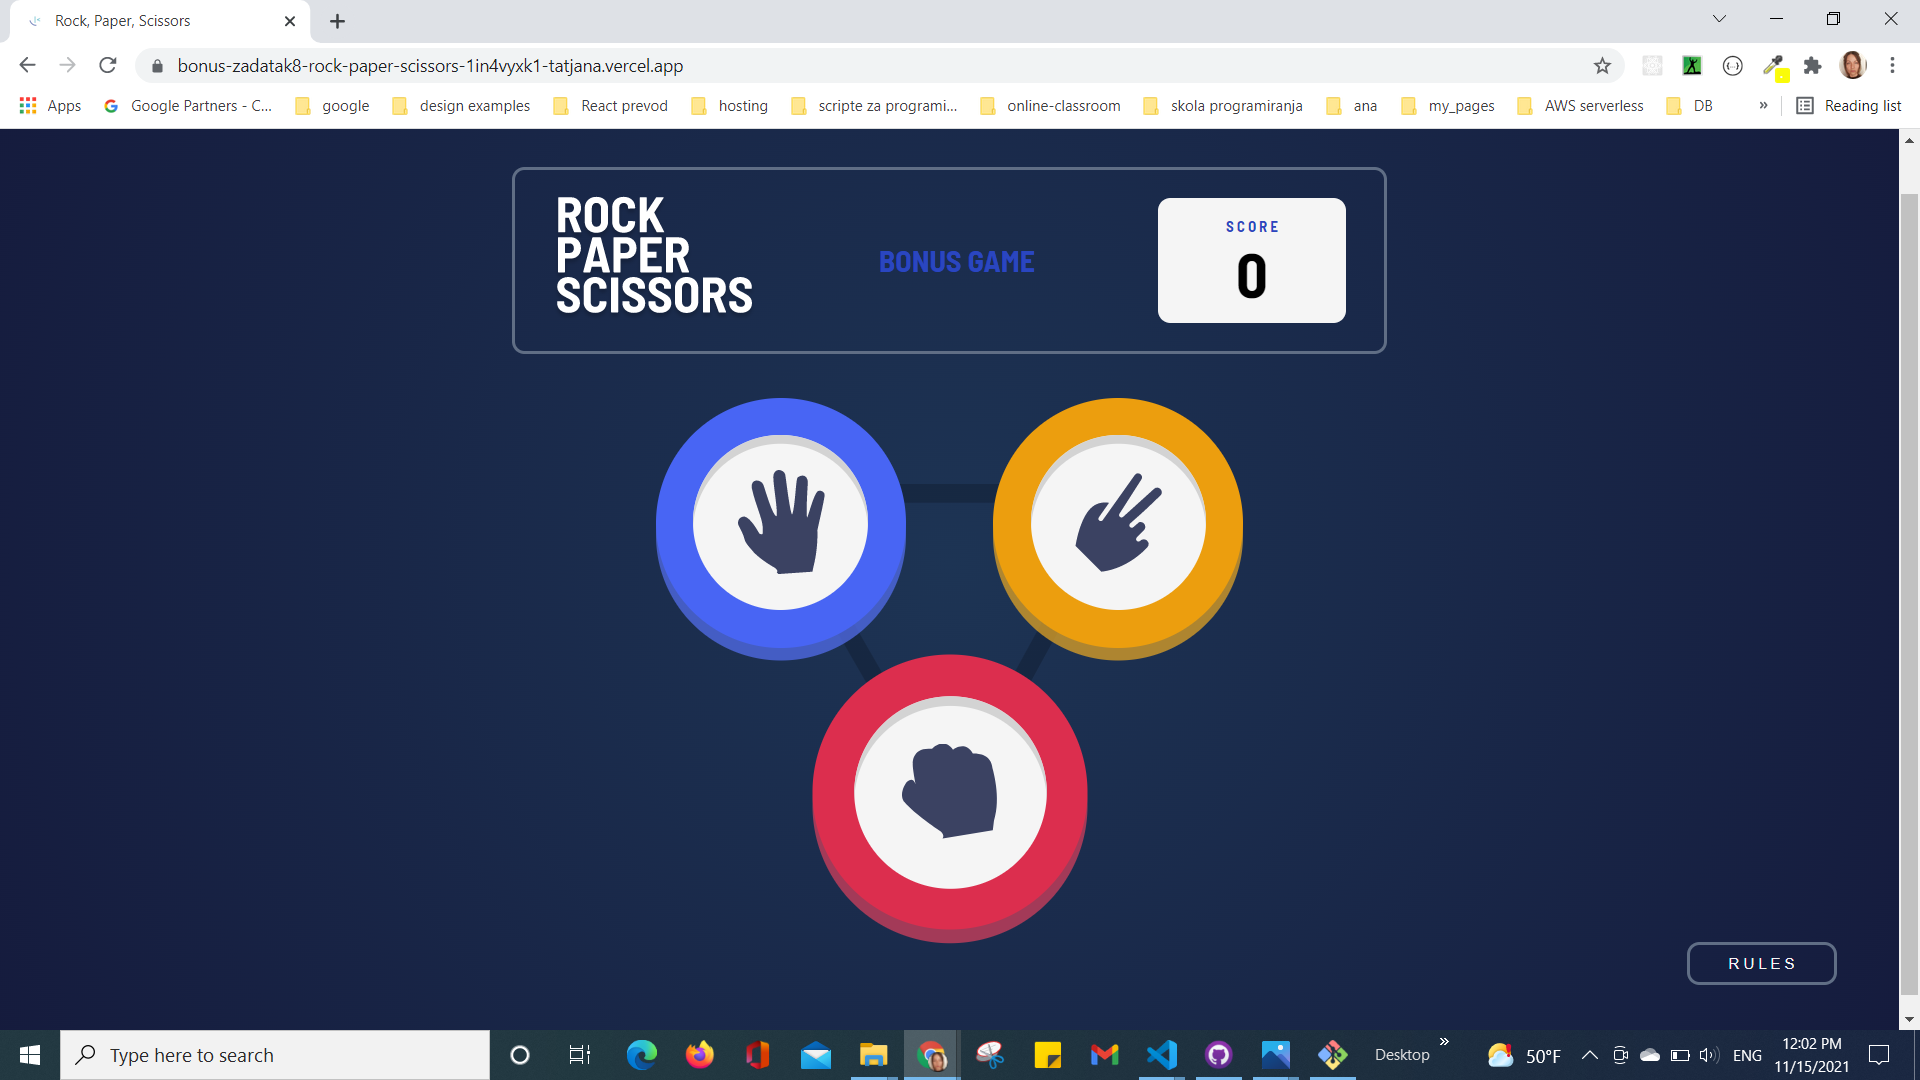 Rock, Paper, Scissors
bonus-zadatak8-rock-paper-scissors-1in4vyxk1-tatjana.vercel.app
Apps
Google Partners - C...
google
design examples
React prevod
hosting
scripte za programi...
online-classroom
skola programiranja
ana
my_pages
AWS serverless
DB
»
Reading list
ROCK
PAPER
SCISSORS
BONUS GAME
SCORE
0
RULES
Type here to search
Desktop
»
50°F
ENG
12:02 PM
11/15/2021